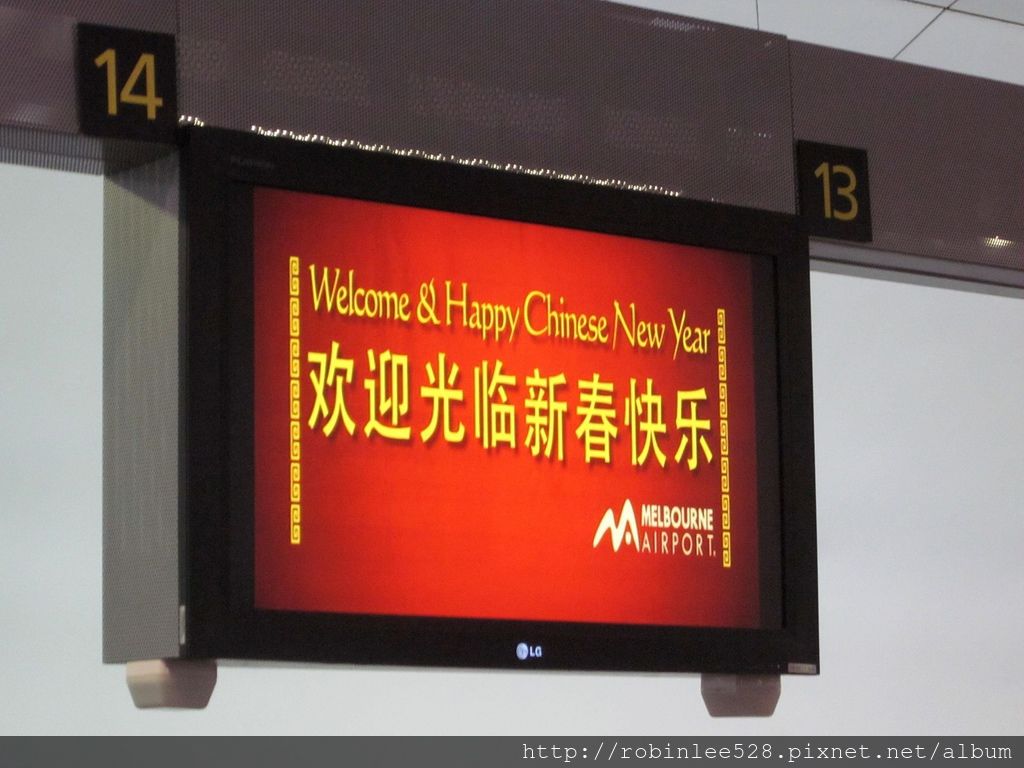 14
13
Welcome & Happy Chinese New Year
欢迎光临新春快乐
MELBOURNE
AIRPORT.
LG
http://robinlee528.pixnet.net/album